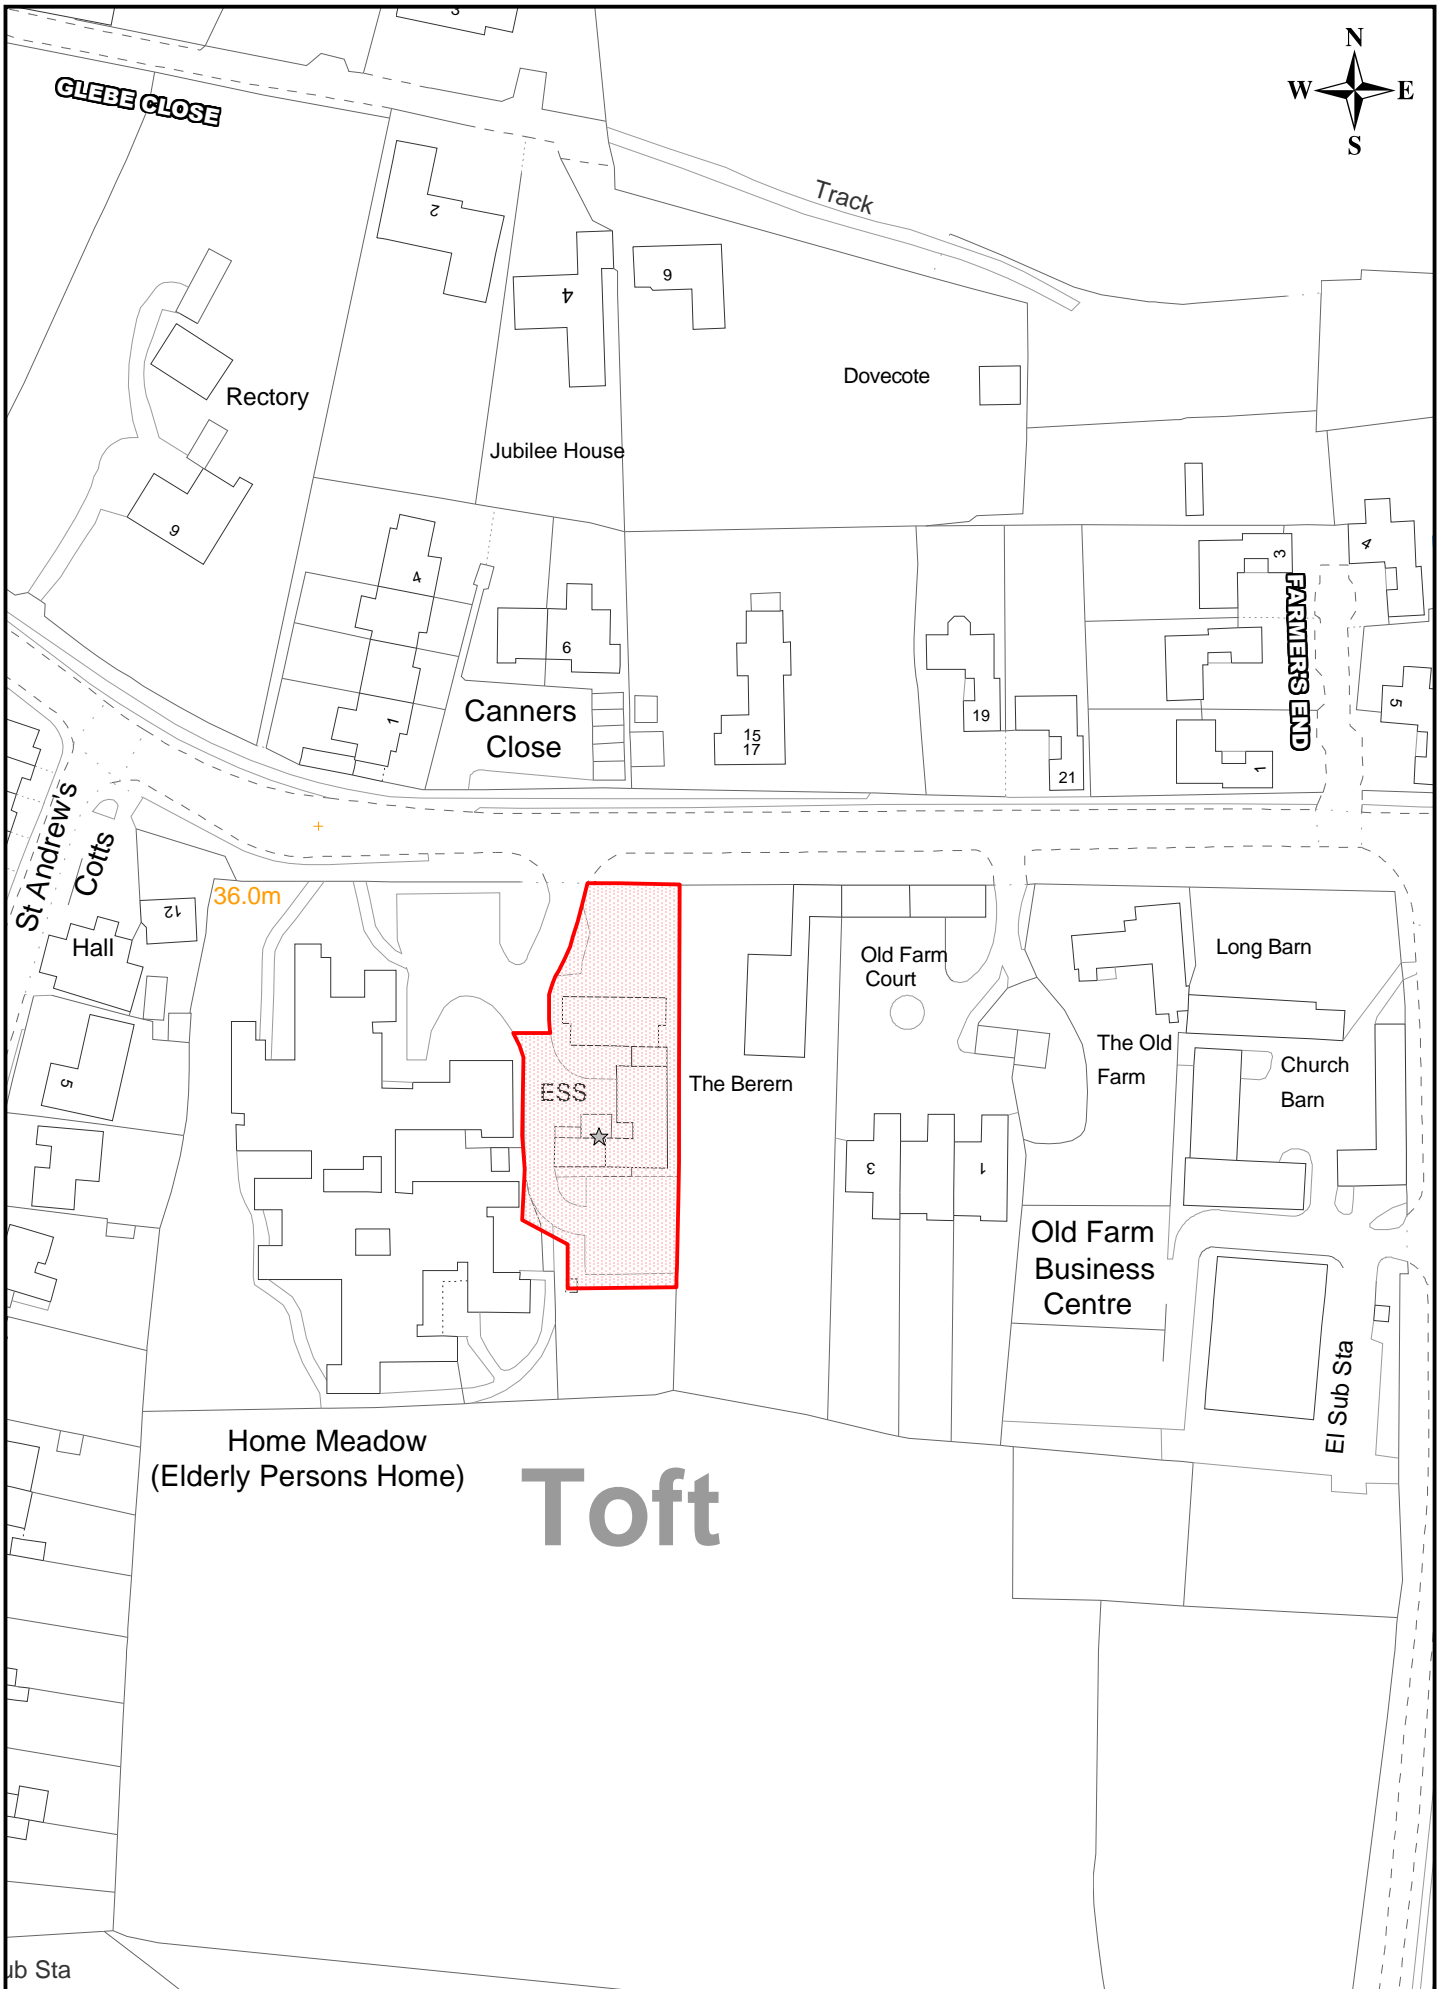 3
N
W E
S
GLEBE CLOSE
Track
2
4
6
Dovecote
Rectory
Jubilee House
9
4
6
3
4
FARMER'S END
Canners
Close
1
15
17
19
21
1
5
St Andrew's
Cotts
36.0m
12
Hall
5
Old Farm
Court
Long Barn
The Old
Farm
Church
Barn
ESS
The Berern
3
1
Old Farm
Business
Centre
El Sub Sta
Home Meadow
(Elderly Persons Home)
Toft
ub Sta